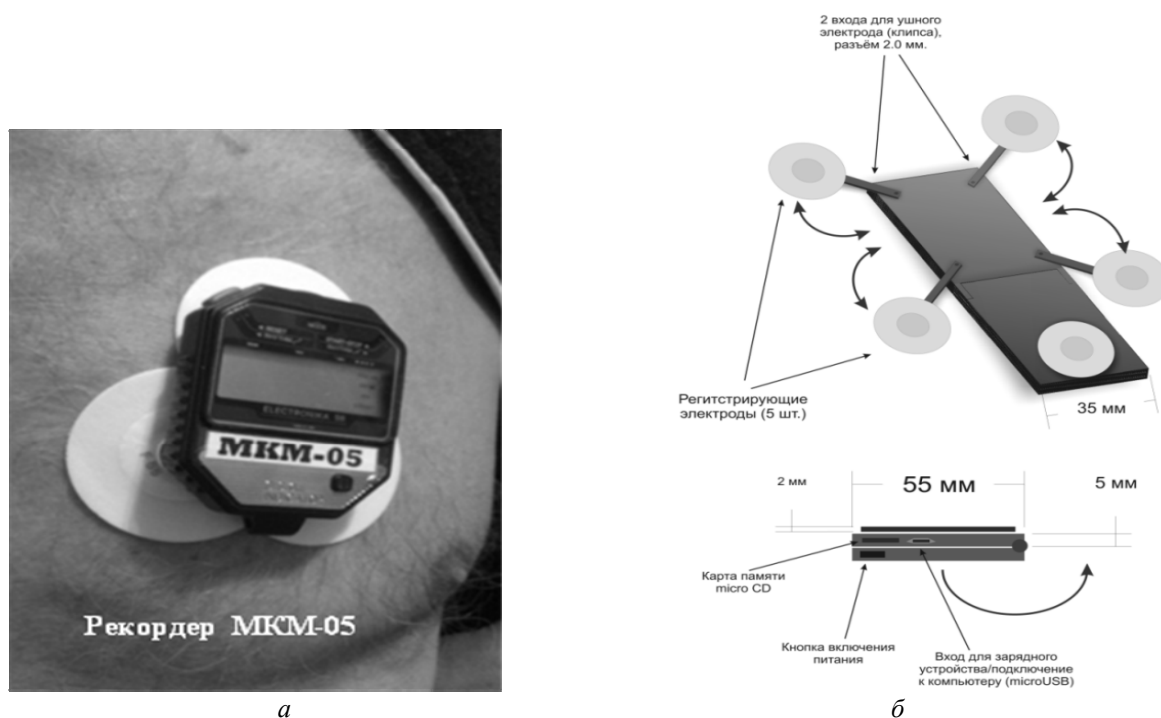 2 входа для ушного
электрода (клипса),
разъём 2.0 мм.
Регитстрирующие
электроды (5 шт.)
35 мм
ELECTRONIKA
МКМ-05
Рекордер МКМ-05
2 мм
55 мм
5 мм
Карта памяти
micro CD
Кнопка включения
питания
Вход для зарядного
устройства/подключение
к компьютеру (microUSB)
а
б